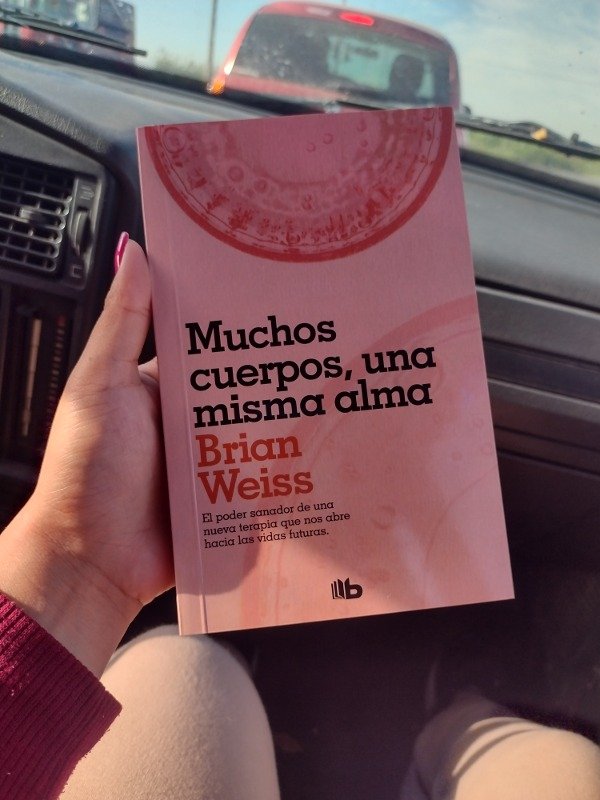 Muchos
cuerpos, una
misma alma
Brian
Weiss
El poder sanador de una
nueva terapia que nos abre
hacia las vidas futuras.
b